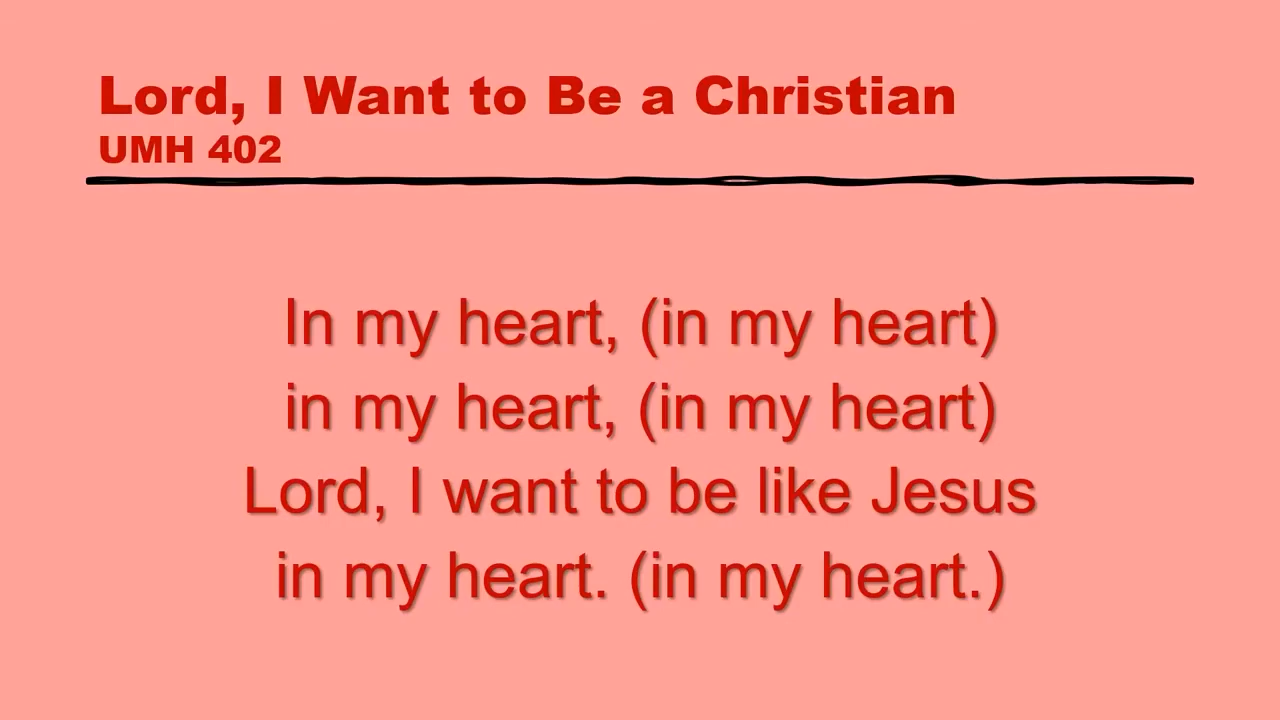 Lord, I Want to Be a Christian
UMH 402
In my heart, (in my heart)
in my heart, (in my heart)
Lord, I want to be like Jesus
in my heart. (in my heart.)